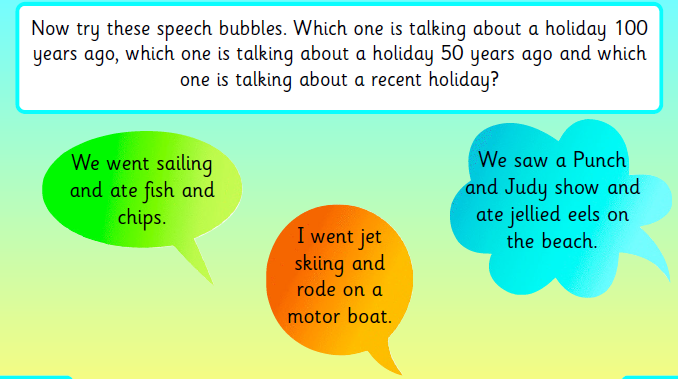 Now try these speech bubbles. Which one is talking about a holiday 100
years ago, which one is talking about a holiday 50 years ago and which
one is talking about a recent holiday?
We went sailing
and ate fish and
chips.
I went jet
skiing and
rode on a
motor boat.
We saw a Punch
and Judy show and
ate jellied eels on
the beach.